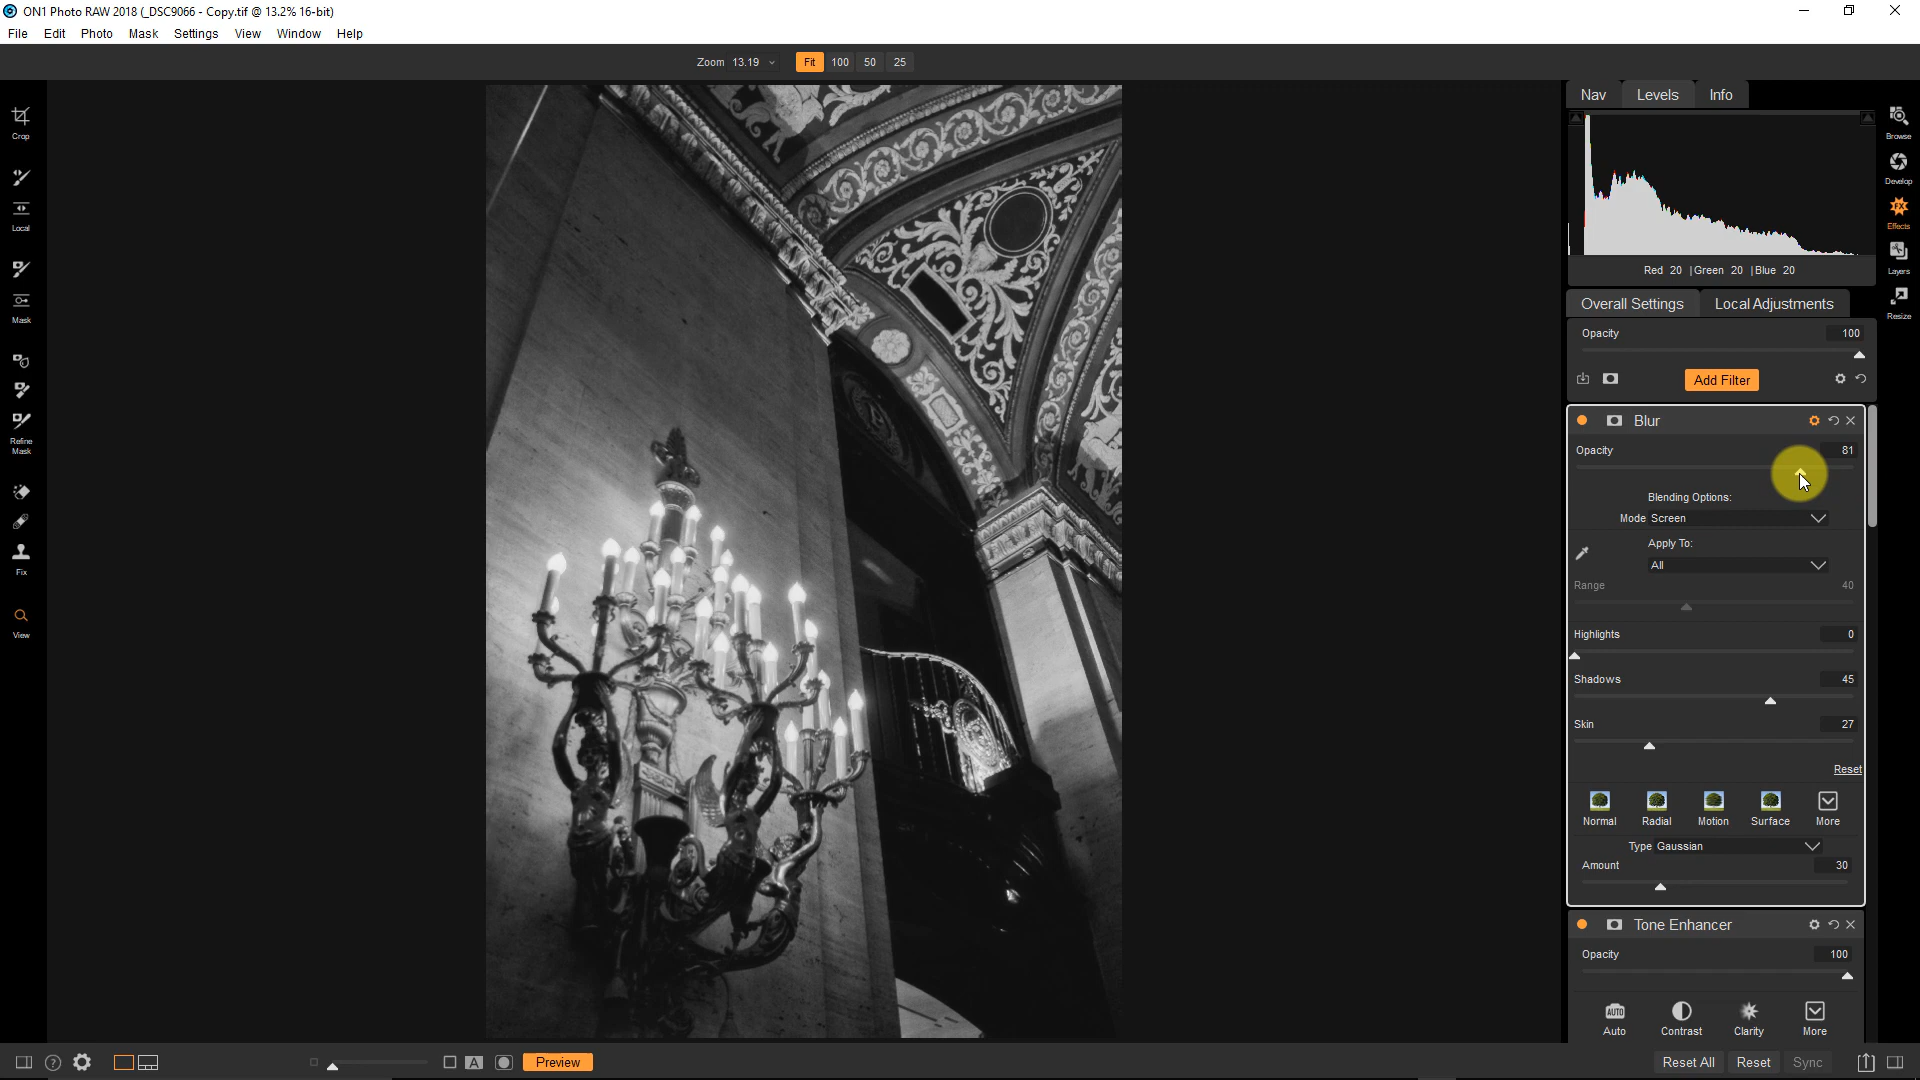 ON1 Photo RAW 2018 (_DSC9066 - Copy.tif @ 13.2% 16-bit)
File Edit Photo Mask Settings View Window Help
Zoom 13.19 Fit 100 50 25
Crop
Local
Mask
Refine
Mask
Fix
View
Nav Levels Info
Red 20 |Green 20 |Blue 20
Overall Settings Local Adjustments
Opacity 100
Add Filter
Blur
Opacity 81
Blending Options:
Mode Screen
Apply To:
All
Range 40
Highlights 0
Shadows 45
Skin 27
Reset
Normal Radial Motion Surface More
Type Gaussian
Amount 30
Tone Enhancer
Opacity 100
AUTO
Auto Contrast Clarity More
Browse
Develop
FX
Effects
Layers
Resize
? A Preview
Reset All Reset Sync